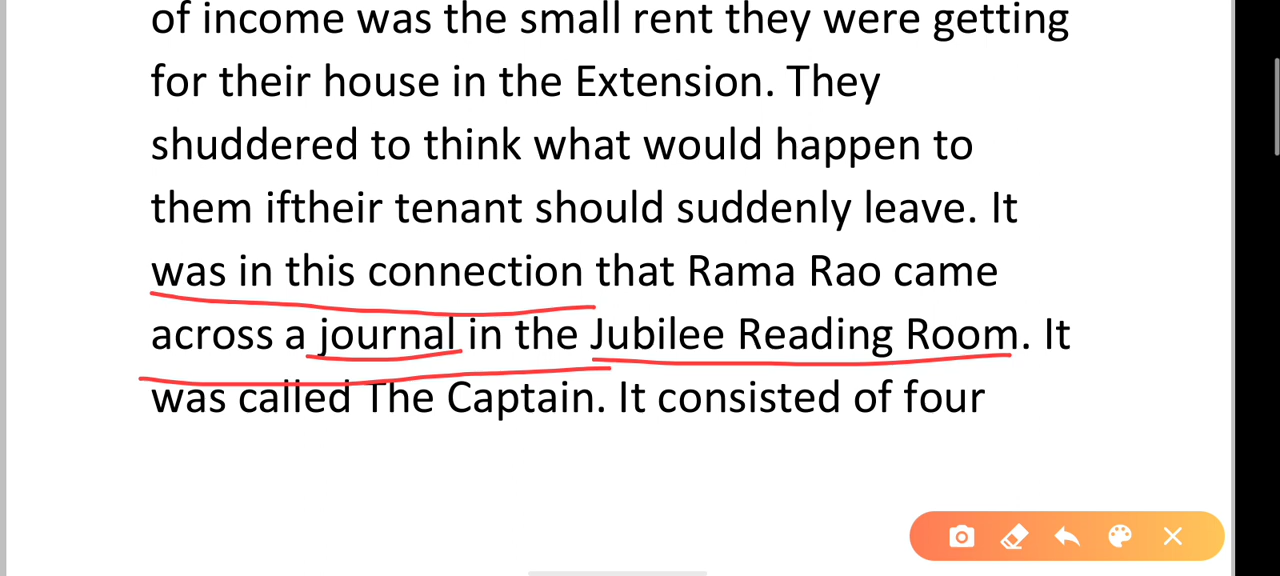 of income was the small rent they were getting
for their house in the Extension. They
shuddered to think what would happen to
them iftheir tenant should suddenly leave. It
was in this connection that Rama Rao came
across a journal in the Jubilee Reading Room. It
was called The Captain. It consisted of four